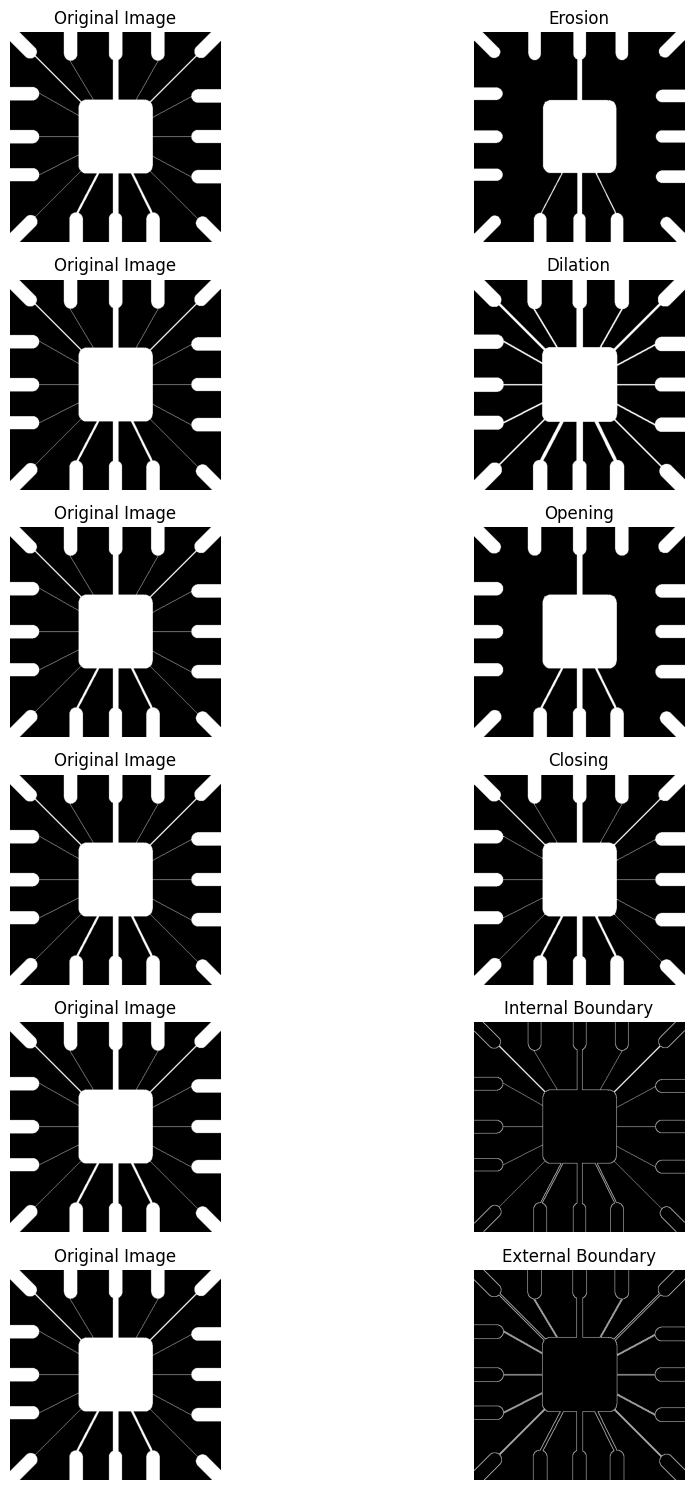 Original Image
Erosion
Original Image
Dilation
Original Image
Opening
Original Image
Closing
Original Image
Internal Boundary
Original Image
External Boundary